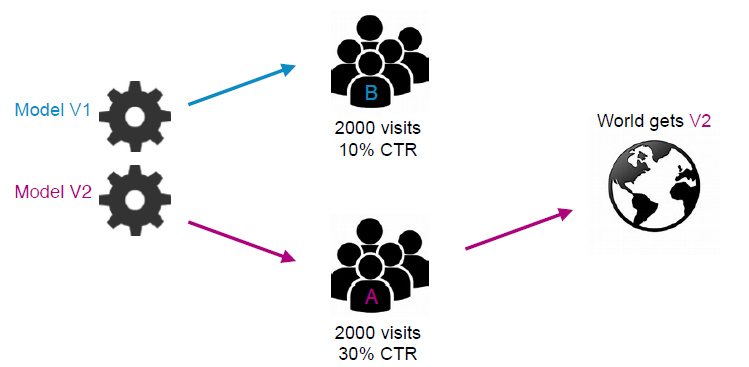 Model V1
B
2000 visits
10% CTR
World gets V2
Model V2
A
2000 visits
30% CTR